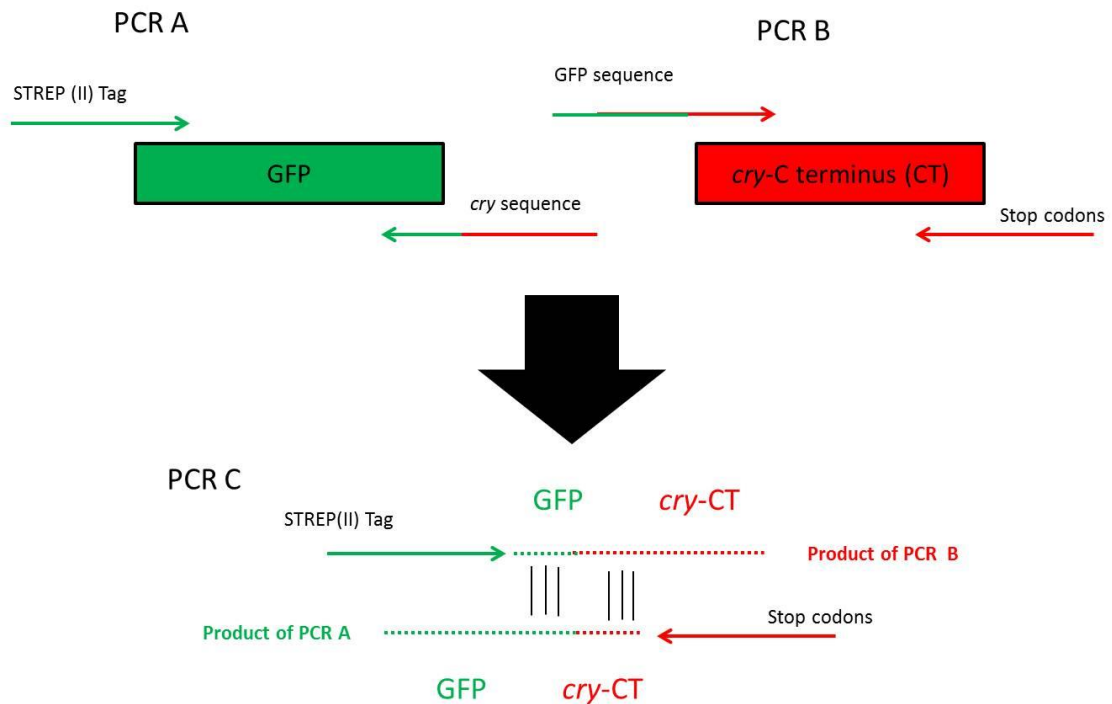 PCR A
PCR B
STREP (II) Tag
GFP sequence
GFP
cry-C terminus (CT)
cry sequence
Stop codons
PCR C
GFP
cry-CT
STREP(II) Tag
Product of PCR B
Product of PCR A
Stop codons
GFP
cry-CT